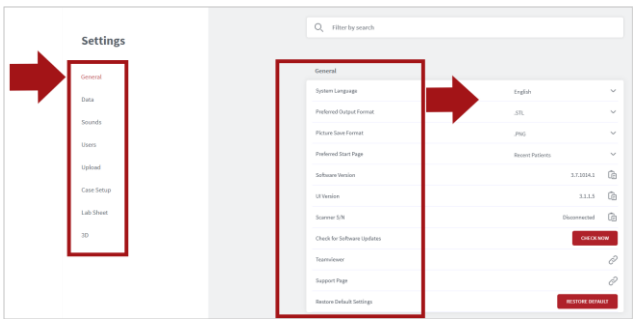 Filter by search
Settings
General
Data
Sounds
Users
Upload
Case Setup
Lab Sheet
3D
General
System Language English
Preferred Output Format .STL
Picture Save Format .PNG
Preferred Start Page Recent Patients
Software Version 3.7.1014.1
UI Version 3.1.1.5
Scanner S/N Disconnected
Check for Software Updates CHECK NOW
Teamviewer
Support Page
Restore Default Settings RESTORE DEFAULT